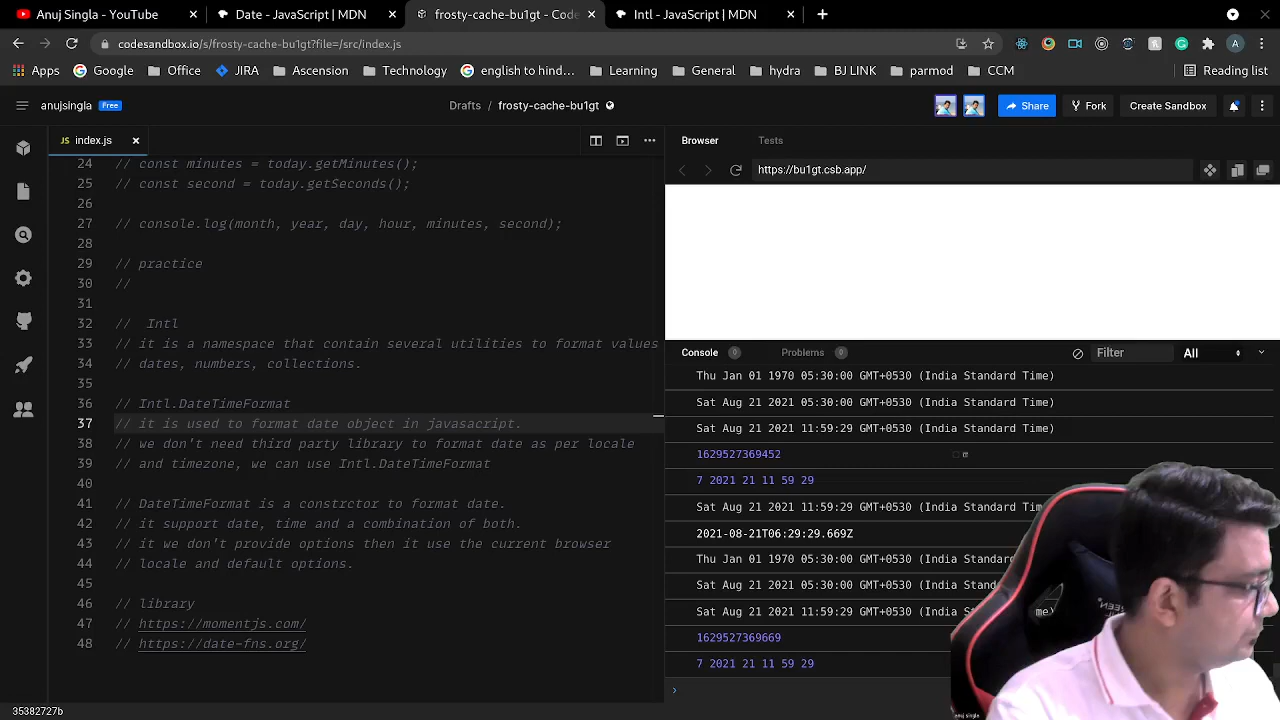 Anuj Singla - YouTube
Date - JavaScript | MDN
frosty-cache-bu1gt - Code
Intl - JavaScript | MDN
codesandbox.io/s/frosty-cache-bu1gt?file=/src/index.js
A
Apps
Google
Office
JIRA
Ascension
Technology
english to hind...
Learning
General
hydra
BJ LINK
parmod
CCM
Reading list
anujsingla
Free
Drafts / frosty-cache-bu1gt
Share
Fork
Create Sandbox
JS index.js
24 // const minutes = today.getMinutes();
25 // const second = today.getSeconds();
26
27 // console.log(month, year, day, hour, minutes, second);
28
29 // practice
30 //
31
32 //  Intl
33 // it is a namespace that contain several utilities to format values
34 // dates, numbers, collections.
35
36 // Intl.DateTimeFormat
37 // it is used to format date object in javasacript.
38 // we don't need third party library to format date as per locale
39 // and timezone, we can use Intl.DateTimeFormat
40
41 // DateTimeFormat is a constrctor to format date.
42 // it support date, time and a combination of both.
43 // it we don't provide options then it use the current browser
44 // locale and default options.
45
46 // library
47 // https://momentjs.com/
48 // https://date-fns.org/
35382727b
Browser
Tests
https://bu1gt.csb.app/
Console 0
Problems 0
Filter
All
Thu Jan 01 1970 05:30:00 GMT+0530 (India Standard Time)
Sat Aug 21 2021 05:30:00 GMT+0530 (India Standard Time)
Sat Aug 21 2021 11:59:29 GMT+0530 (India Standard Time)
1629527369452
7 2021 21 11 59 29
Sat Aug 21 2021 11:59:29 GMT+0530 (India Standard Time)
2021-08-21T06:29:29.669Z
Thu Jan 01 1970 05:30:00 GMT+0530 (India Standard
Sat Aug 21 2021 05:30:00 GMT+0530 (India Stand
Sat Aug 21 2021 11:59:29 GMT+0530 (India Sta me)
1629527369669
7 2021 21 11 59 29
anuj singla